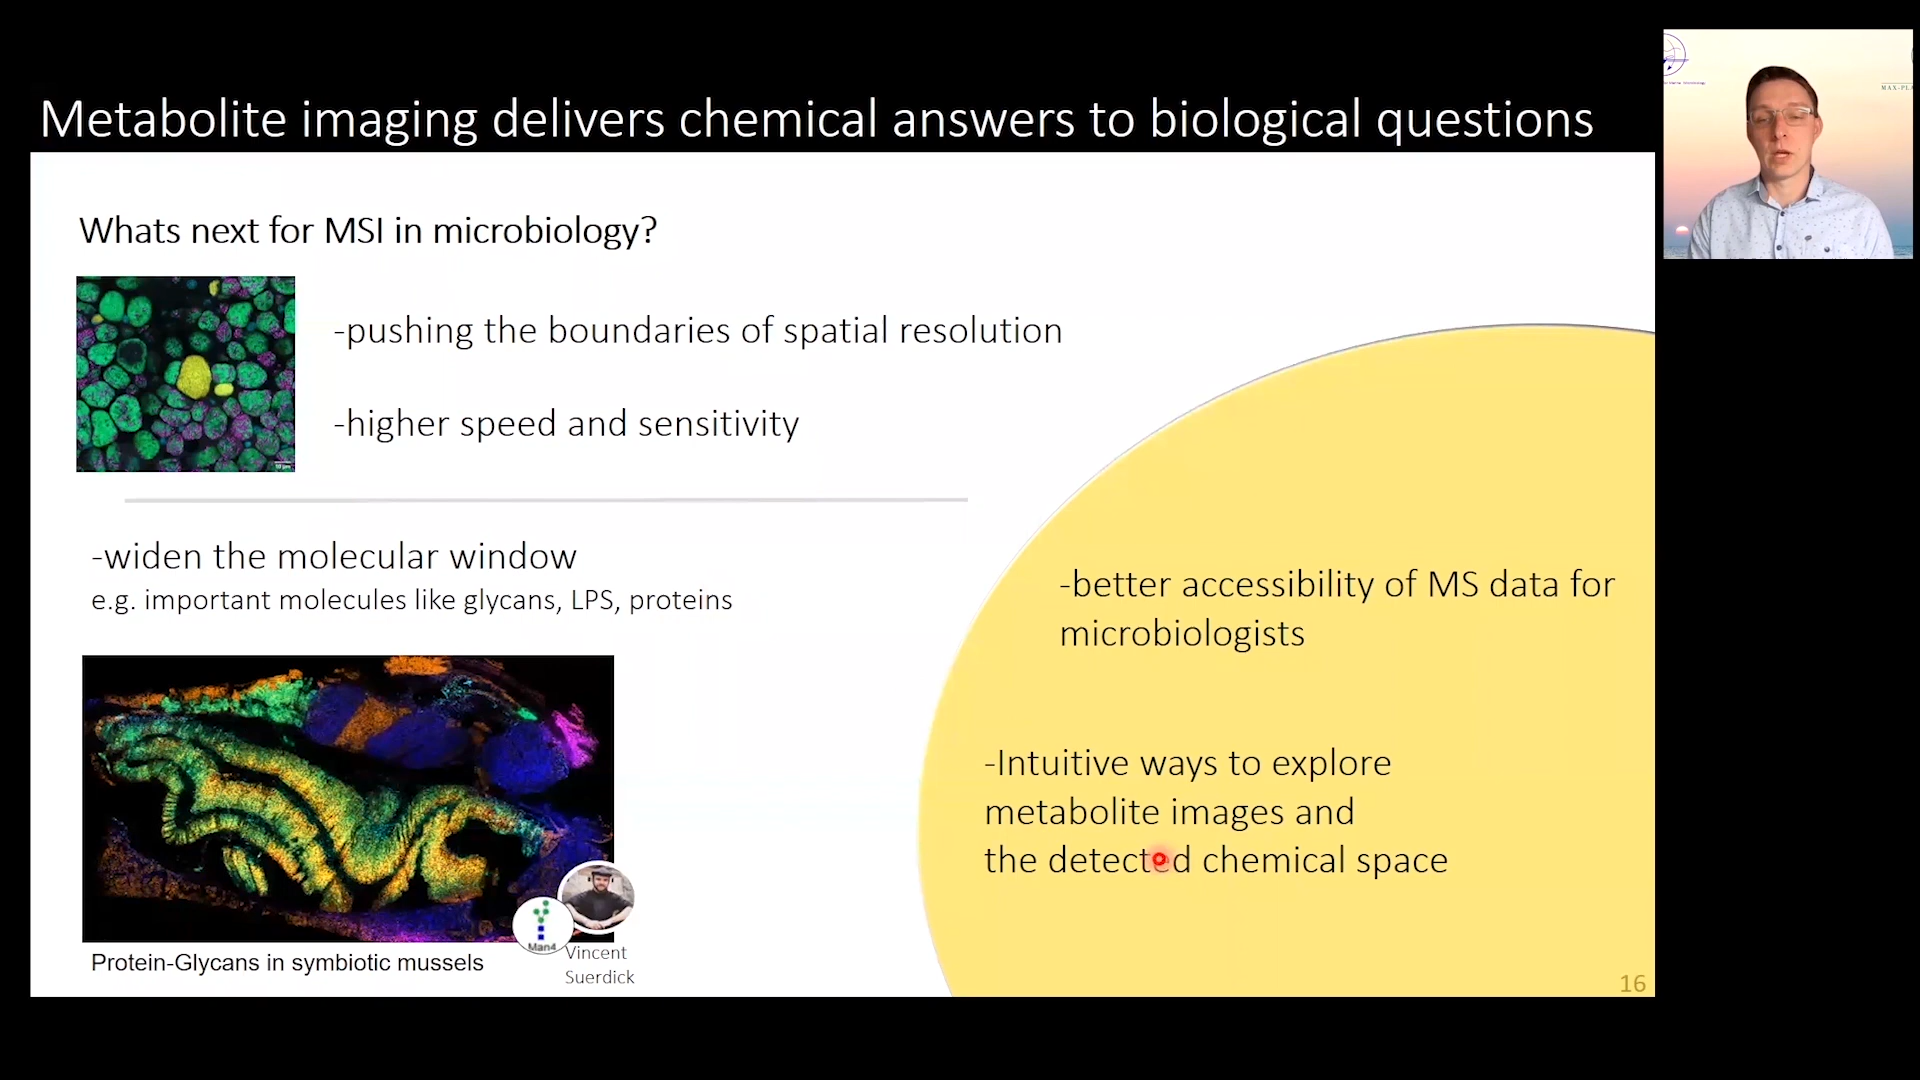 Metabolite imaging delivers chemical answers to biological questions
Whats next for MSI in microbiology?
-pushing the boundaries of spatial resolution
-higher speed and sensitivity
-widen the molecular window
e.g. important molecules like glycans, LPS, proteins
-better accessibility of MS data for
microbiologists
-Intuitive ways to explore
metabolite images and
the detected chemical space
Man4
Vincent
Suerdick
Protein-Glycans in symbiotic mussels
16
MAX-PLA